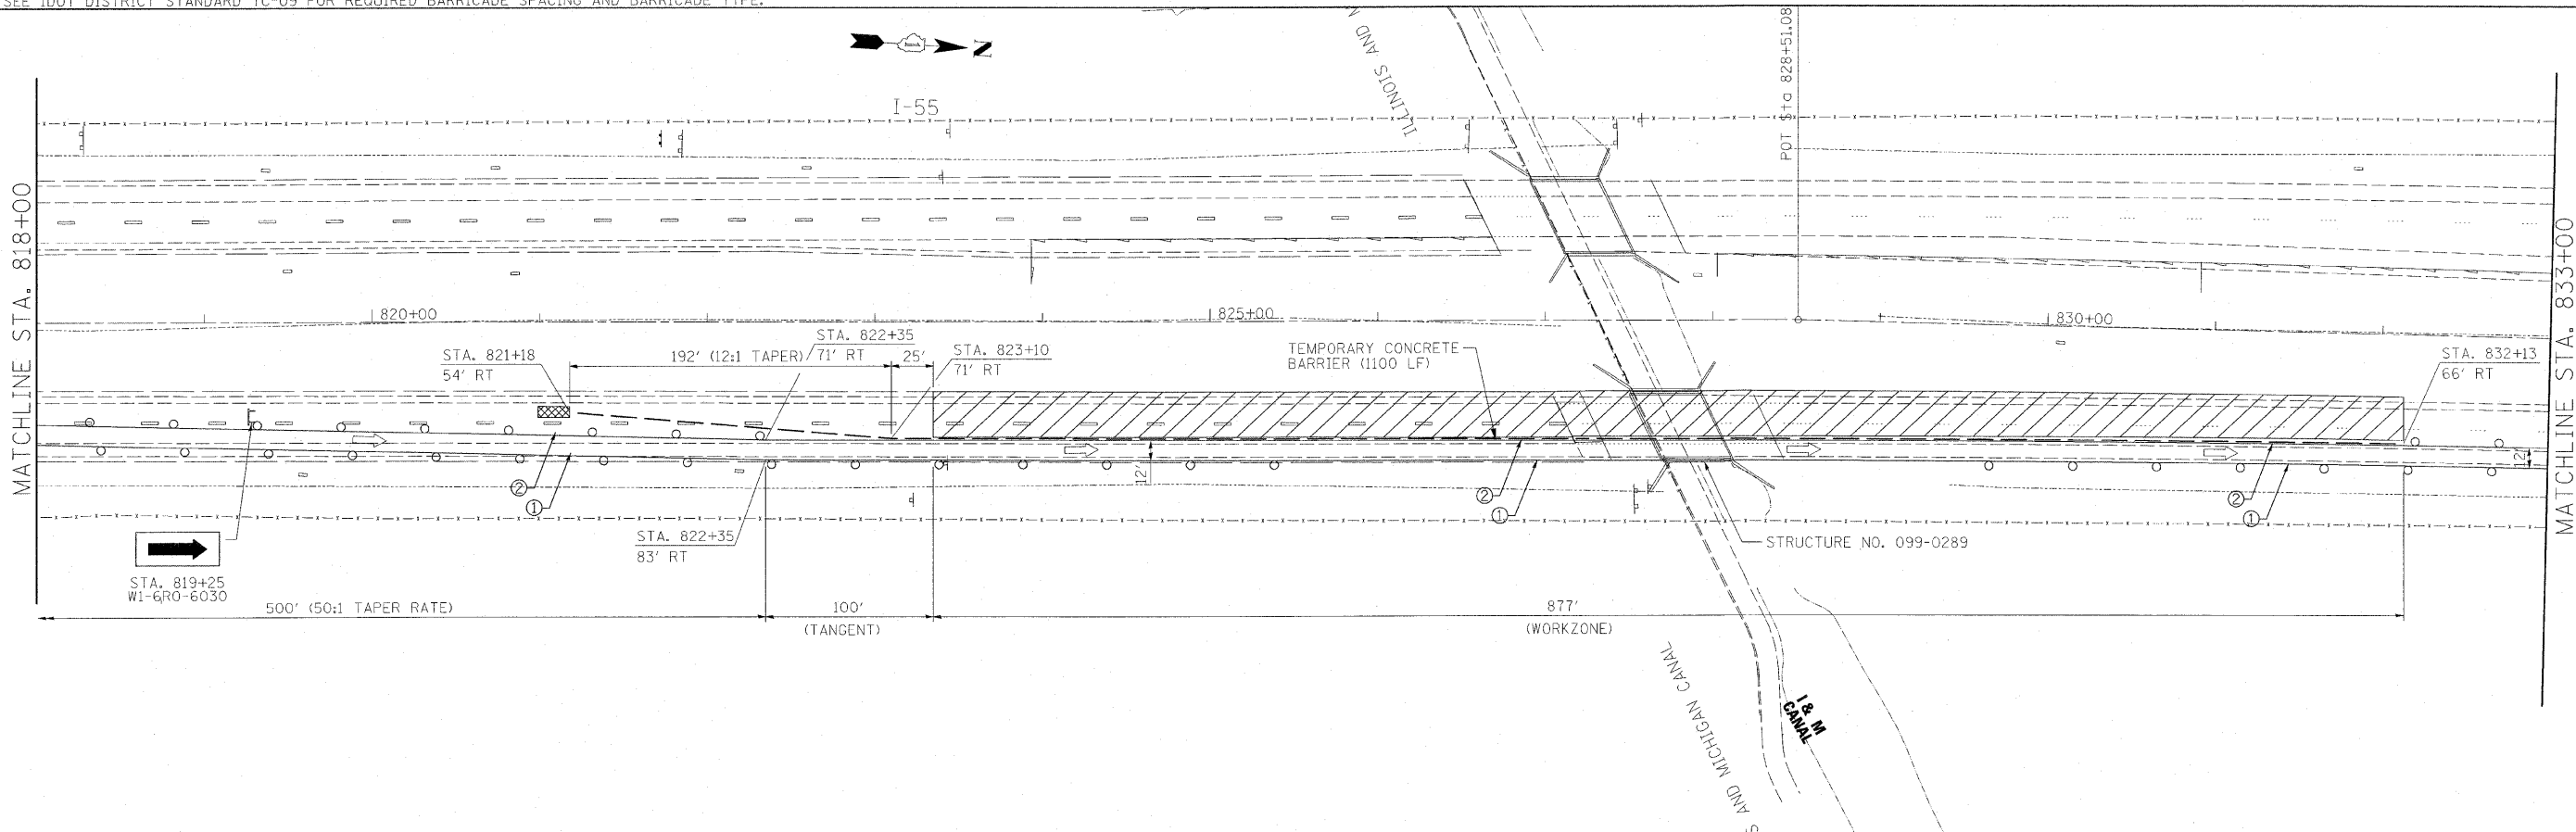 SEE IDOT DISTRICT STANDARD TC-09 FOR REQUIRED BARRICADE SPACING AND BARRICADE TYPE.
ILLINOIS AND M
POT Sta 828+51.08
I-55
MATCHLINE STA. 818+00
MATCHLINE STA. 833+00
820+00
825+00
830+00
STA. 821+18
54' RT
192' (12:1 TAPER)
STA. 822+35
71' RT
25'
STA. 823+10
71' RT
TEMPORARY CONCRETE
BARRIER (1100 LF)
STA. 832+13
66' RT
12'
12'
2
1
2
1
2
1
STA. 822+35
83' RT
STRUCTURE NO. 099-0289
STA. 819+25
W1-6RO-6030
500' (50:1 TAPER RATE)
100'
(TANGENT)
877'
(WORKZONE)
S AND MICHIGAN CANAL
I & M
CANAL